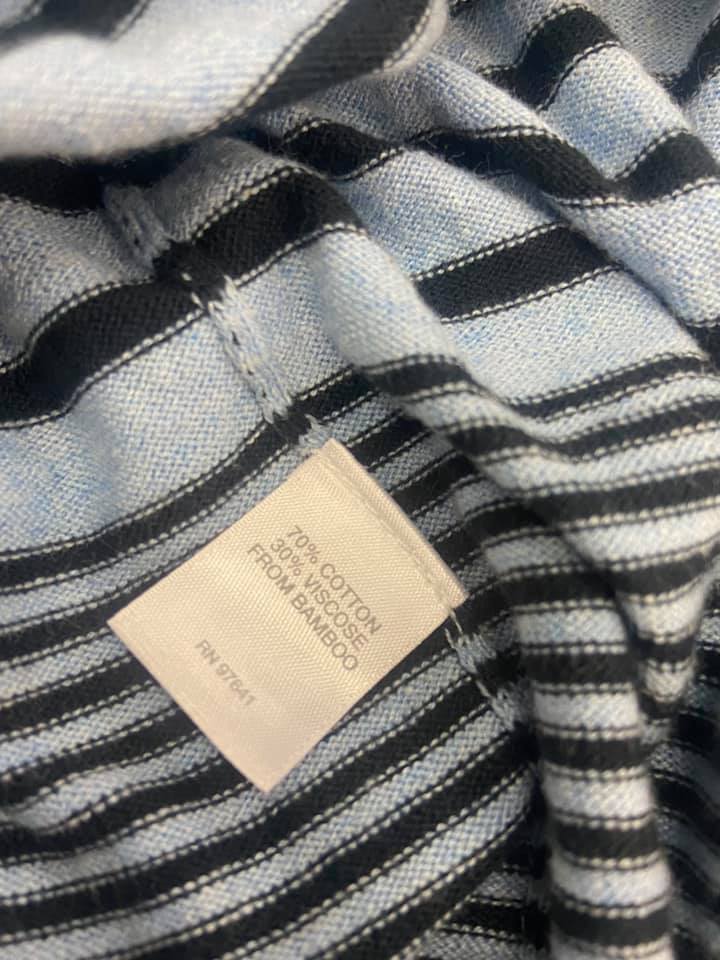 70% COTTON
30% VISCOSE
FROM BAMBOO
RN 97641